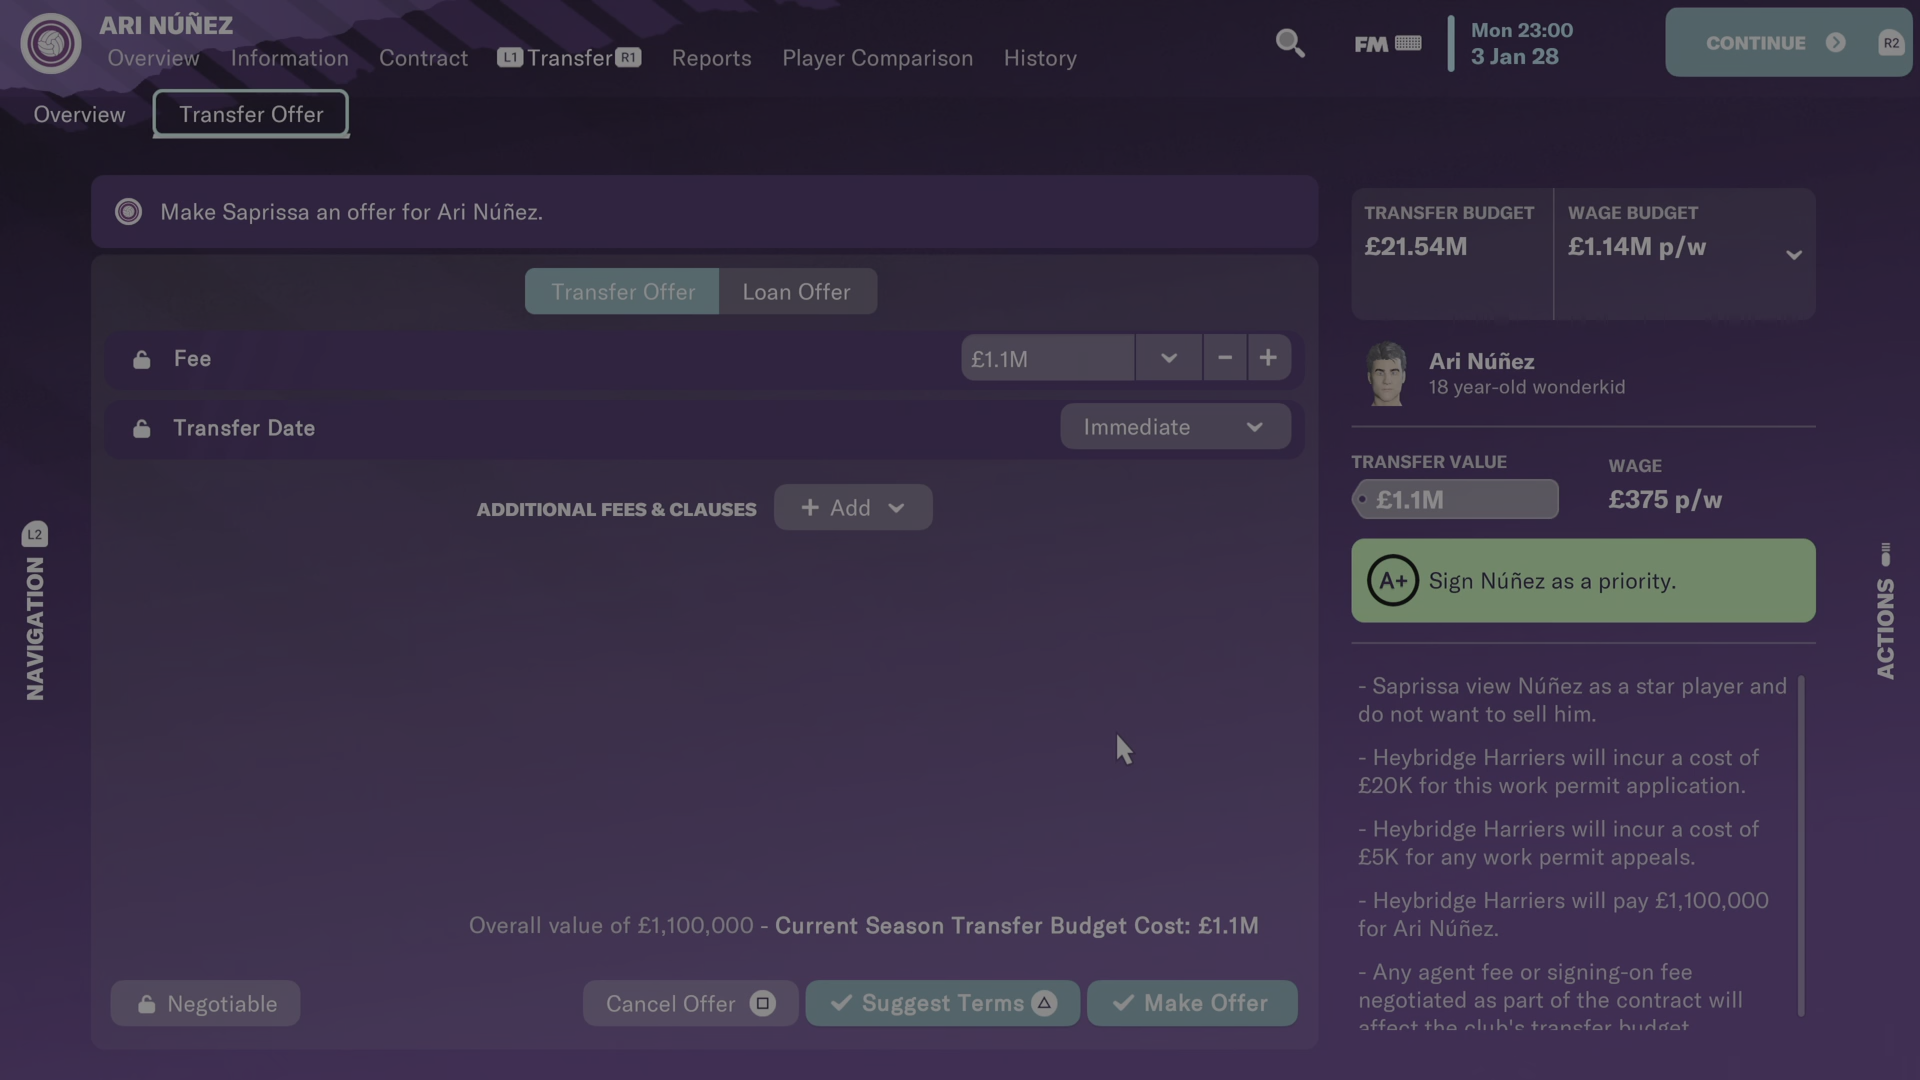 ARI NÚÑEZ
Overview Information Contract L1 Transfer R1 Reports Player Comparison History
FM
Mon 23:00
3 Jan 28
CONTINUE R2
Overview Transfer Offer
Make Saprissa an offer for Ari Núñez.
Transfer Offer Loan Offer
Fee £1.1M
Transfer Date Immediate
ADDITIONAL FEES & CLAUSES + Add
Overall value of £1,100,000 - Current Season Transfer Budget Cost: £1.1M
Negotiable Cancel Offer Suggest Terms Make Offer
NAVIGATION L2
TRANSFER BUDGET WAGE BUDGET
£21.54M £1.14M p/w
Ari Núñez
18 year-old wonderkid
TRANSFER VALUE WAGE
£1.1M £375 p/w
A+ Sign Núñez as a priority.
- Saprissa view Núñez as a star player and
do not want to sell him.
- Heybridge Harriers will incur a cost of
£20K for this work permit application.
- Heybridge Harriers will incur a cost of
£5K for any work permit appeals.
- Heybridge Harriers will pay £1,100,000
for Ari Núñez.
- Any agent fee or signing-on fee
negotiated as part of the contract will
affect the club's transfer budget
ACTIONS